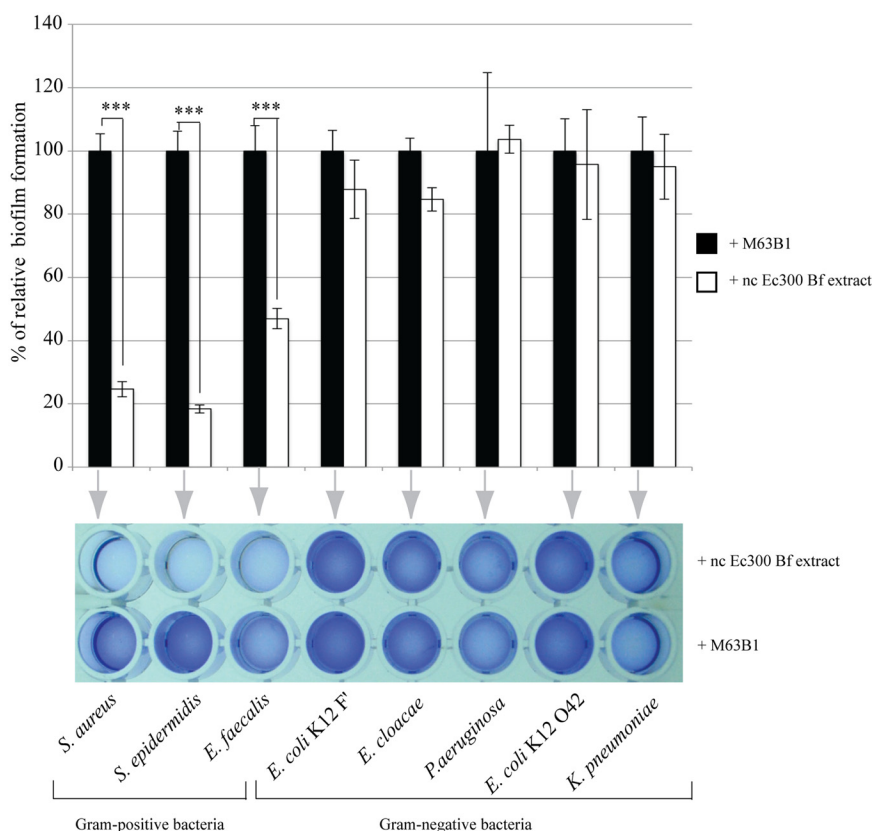 140
120
100
80
60
40
20
0
% of relative biofilm formation
***
***
***
+ M63B1
+ nc Ec300 Bf extract
+ nc Ec300 Bf extract
+ M63B1
S. aureus
S. epidermidis
E. faecalis
E. coli K12 F'
E. cloacae
P.aeruginosa
E. coli K12 O42
K. pneumoniae
Gram-positive bacteria
Gram-negative bacteria